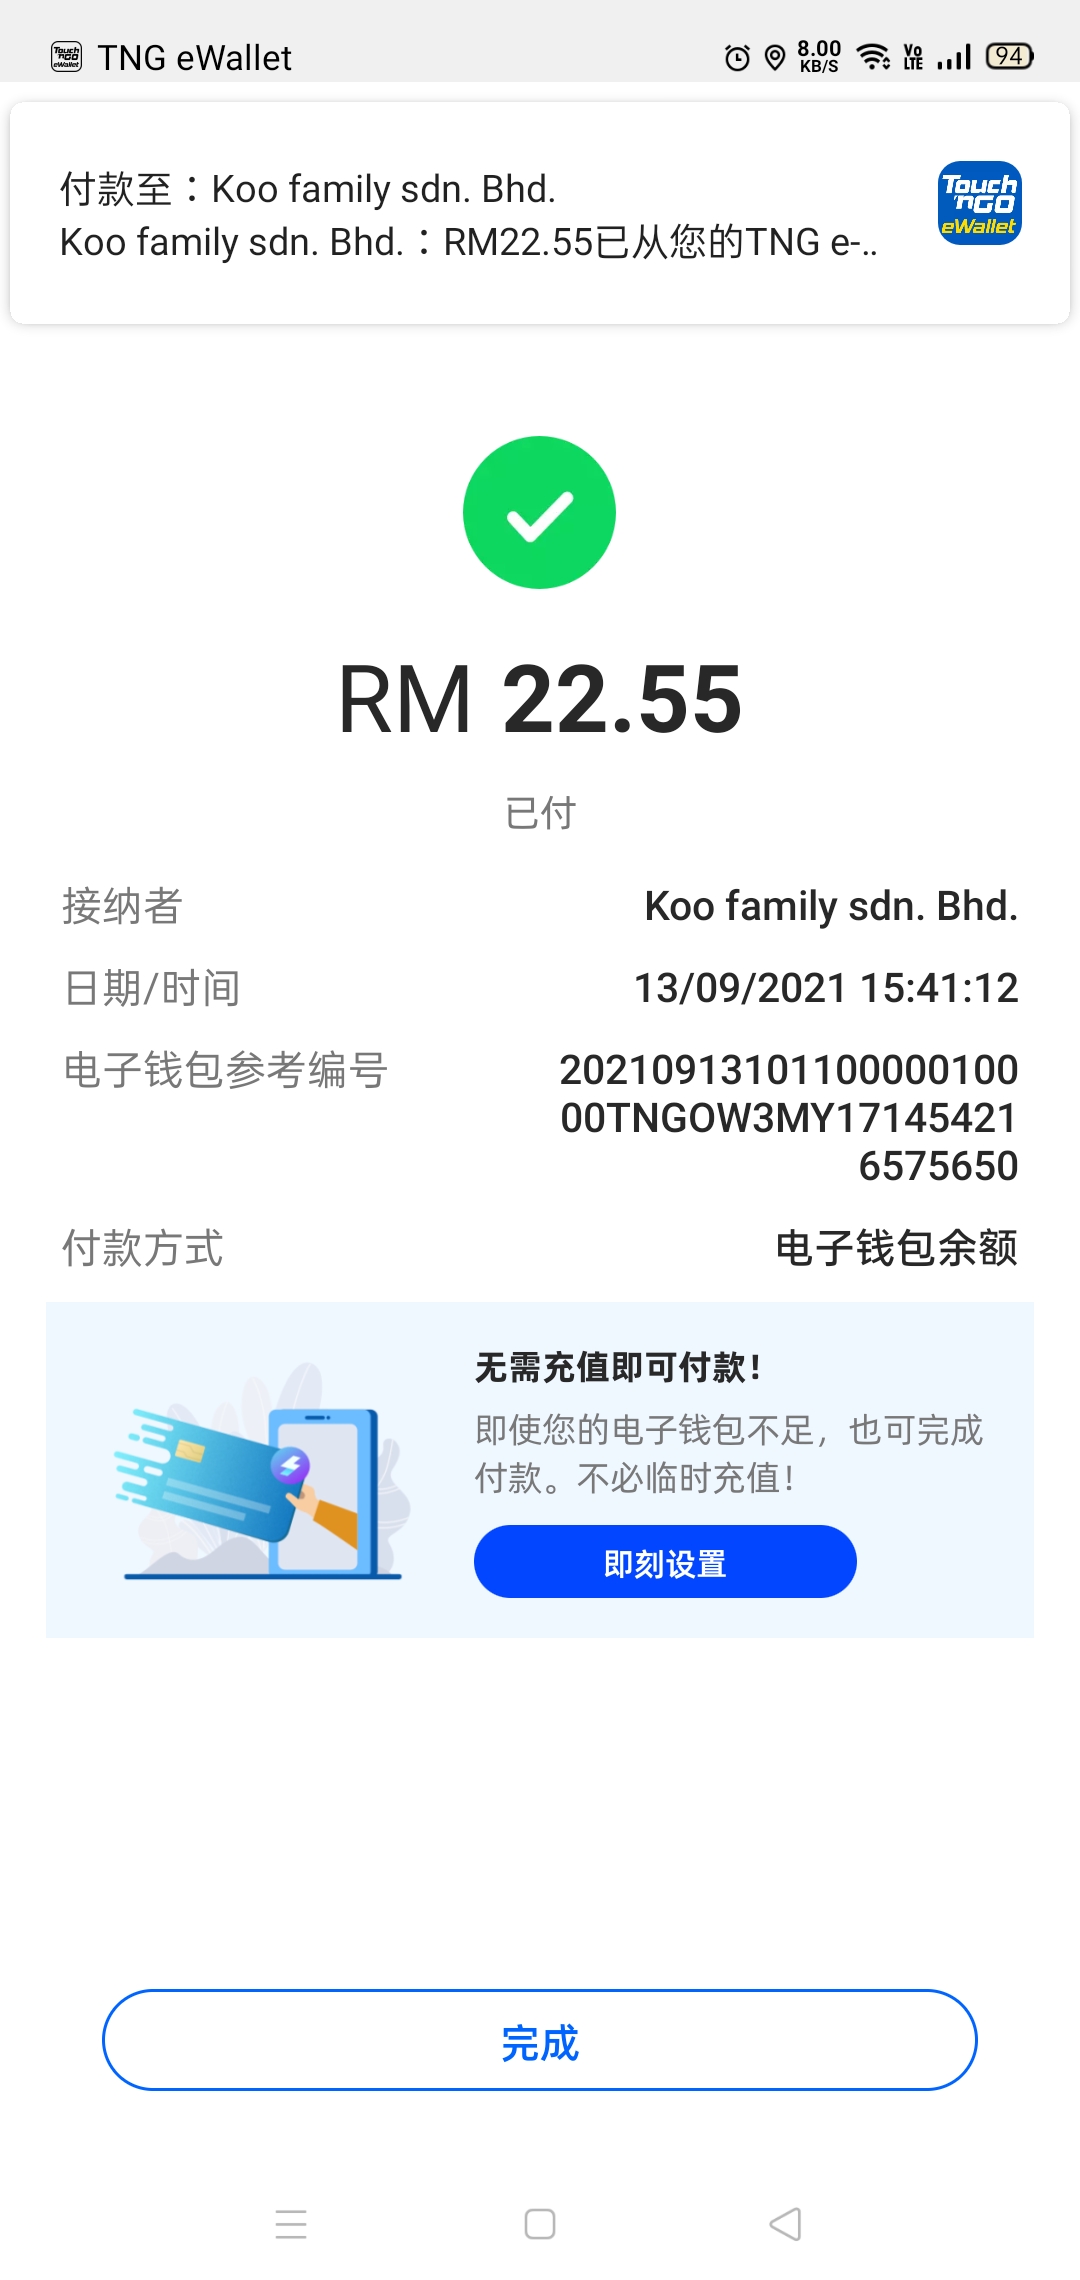 TNG eWallet
8.00
KB/S
Vo
LTE
94
付款至：Koo family sdn. Bhd.
Koo family sdn. Bhd.：RM22.55已从您的TNG e-..
Touch
'nGO
eWallet
RM 22.55
已付
接纳者 Koo family sdn. Bhd.
日期/时间 13/09/2021 15:41:12
电子钱包参考编号 20210913101100000100
00TNGOW3MY17145421
6575650
付款方式 电子钱包余额
无需充值即可付款！
即使您的电子钱包不足，也可完成
付款。不必临时充值！
即刻设置
完成